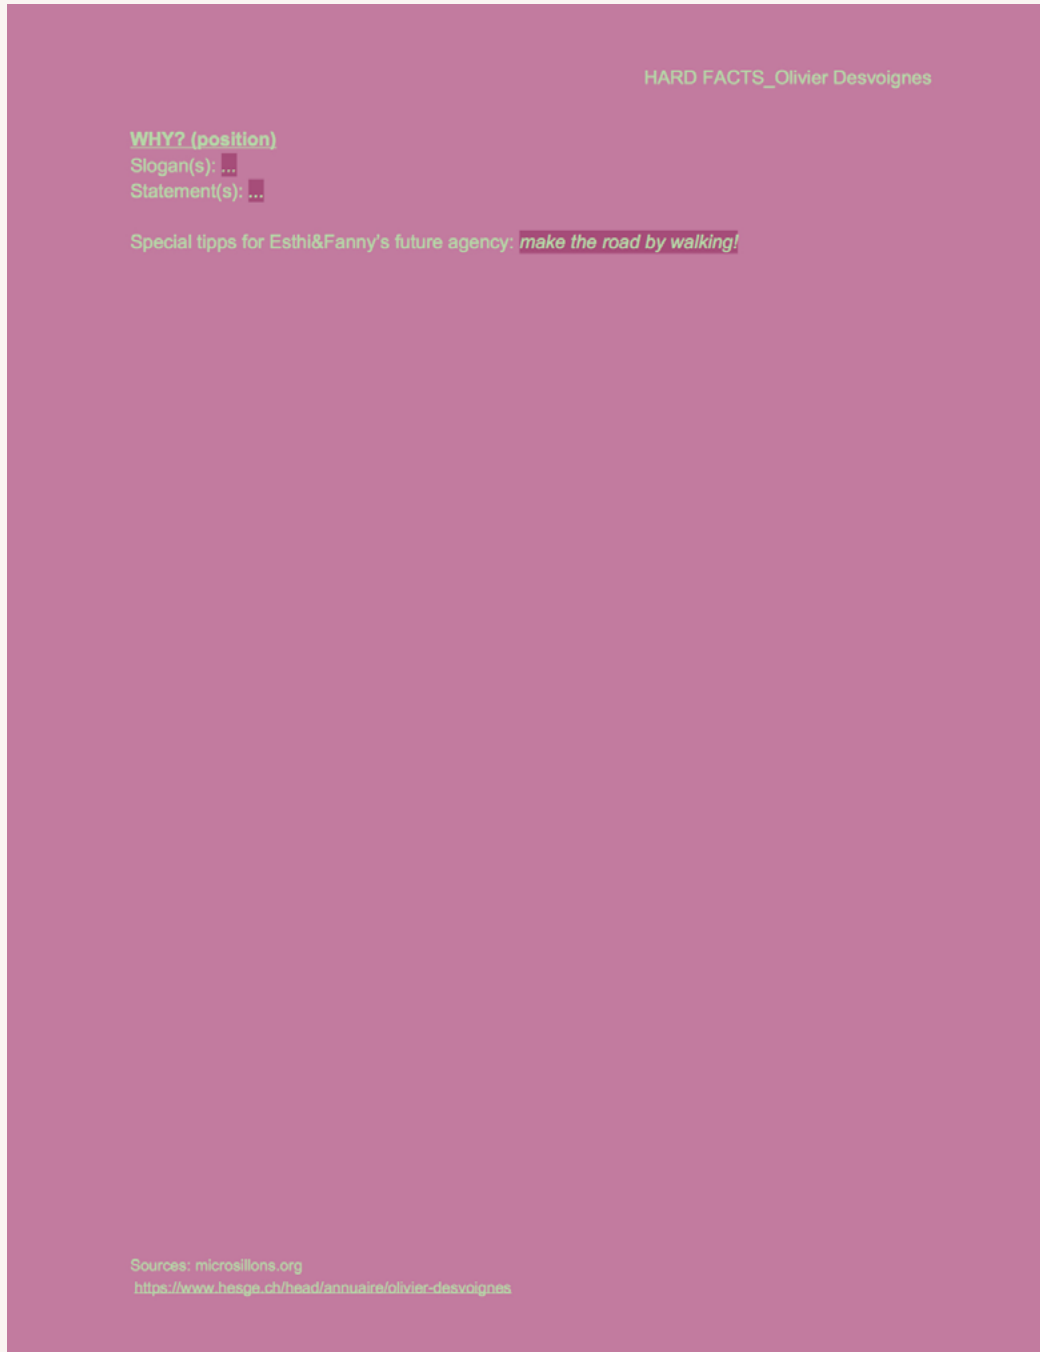 HARD FACTS_Olivier Desvoignes
WHY? (position)
Slogan(s): ...
Statement(s): ...
Special tipps for Esthi&Fanny's future agency: make the road by walking!
Sources: microsillons.org
https://www.hesge.ch/head/annuaire/olivier-desvoignes